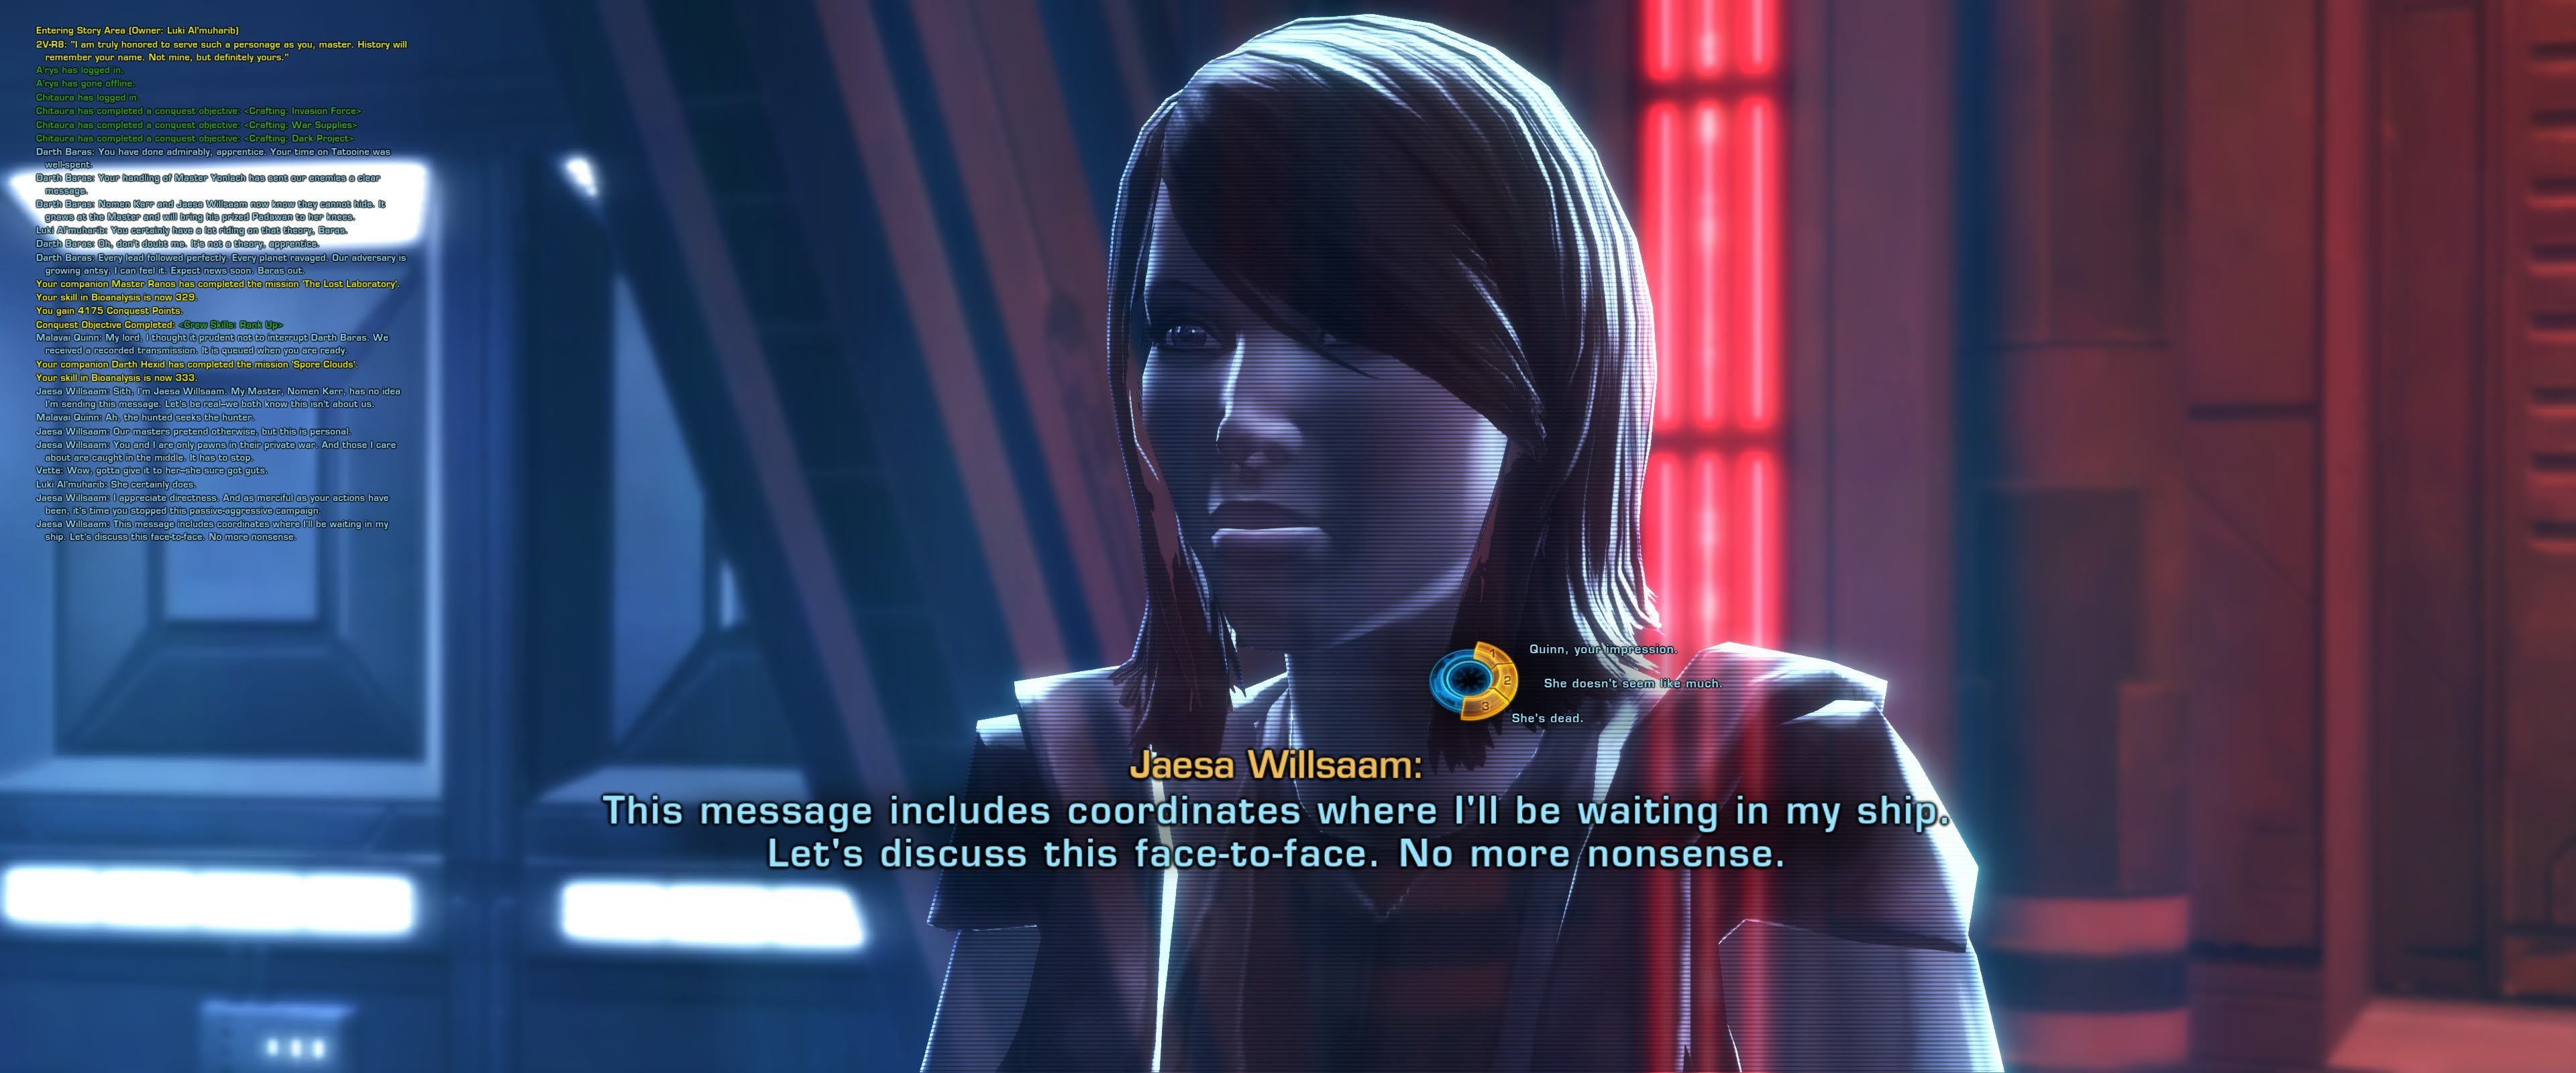 Entering Story Area (Owner: Luki Al'muharib)
2V-R8: "I am truly honored to serve such a personage as you, master. History will
remember your name. Not mine, but definitely yours."
A'rys has logged in.
A'rys has gone offline.
Chitaura has logged in.
Chitaura has completed a conquest objective: <Crafting: Invasion Force>
Chitaura has completed a conquest objective: <Crafting: War Supplies>
Chitaura has completed a conquest objective: <Crafting: Dark Project>
Darth Baras: You have done admirably, apprentice. Your time on Tatooine was
well-spent.
Darth Baras: Your handling of Master Yonlach has sent our enemies a clear
message.
Darth Baras: Nomen Karr and Jaesa Willsaam now know they cannot hide. It
gnaws at the Master and will bring his prized Padawan to her knees.
Luki Al'muharib: You certainly have a lot riding on that theory, Baras.
Darth Baras: Oh, don't doubt me. It's not a theory, apprentice.
Darth Baras: Every lead followed perfectly. Every planet ravaged. Our adversary is
growing antsy, I can feel it. Expect news soon. Baras out.
Your companion Master Ranos has completed the mission 'The Lost Laboratory'.
Your skill in Bioanalysis is now 329.
You gain 4175 Conquest Points.
Conquest Objective Completed: <Crew Skills: Rank Up>
Malavai Quinn: My lord, I thought it prudent not to interrupt Darth Baras. We
received a recorded transmission. It is queued when you are ready.
Your companion Darth Hexid has completed the mission 'Spore Clouds'.
Your skill in Bioanalysis is now 333.
Jaesa Willsaam: Sith, I'm Jaesa Willsaam. My Master, Nomen Karr, has no idea
I'm sending this message. Let's be real–we both know this isn't about us.
Malavai Quinn: Ah, the hunted seeks the hunter.
Jaesa Willsaam: Our masters pretend otherwise, but this is personal.
Jaesa Willsaam: You and I are only pawns in their private war. And those I care
about are caught in the middle. It has to stop.
Vette: Wow, gotta give it to her–she sure got guts.
Luki Al'muharib: She certainly does.
Jaesa Willsaam: I appreciate directness. And as merciful as your actions have
been, it's time you stopped this passive-aggressive campaign.
Jaesa Willsaam: This message includes coordinates where I'll be waiting in my
ship. Let's discuss this face-to-face. No more nonsense.
1 Quinn, your impression.
2 She doesn't seem like much.
3 She's dead.
Jaesa Willsaam:
This message includes coordinates where I'll be waiting in my ship.
Let's discuss this face-to-face. No more nonsense.